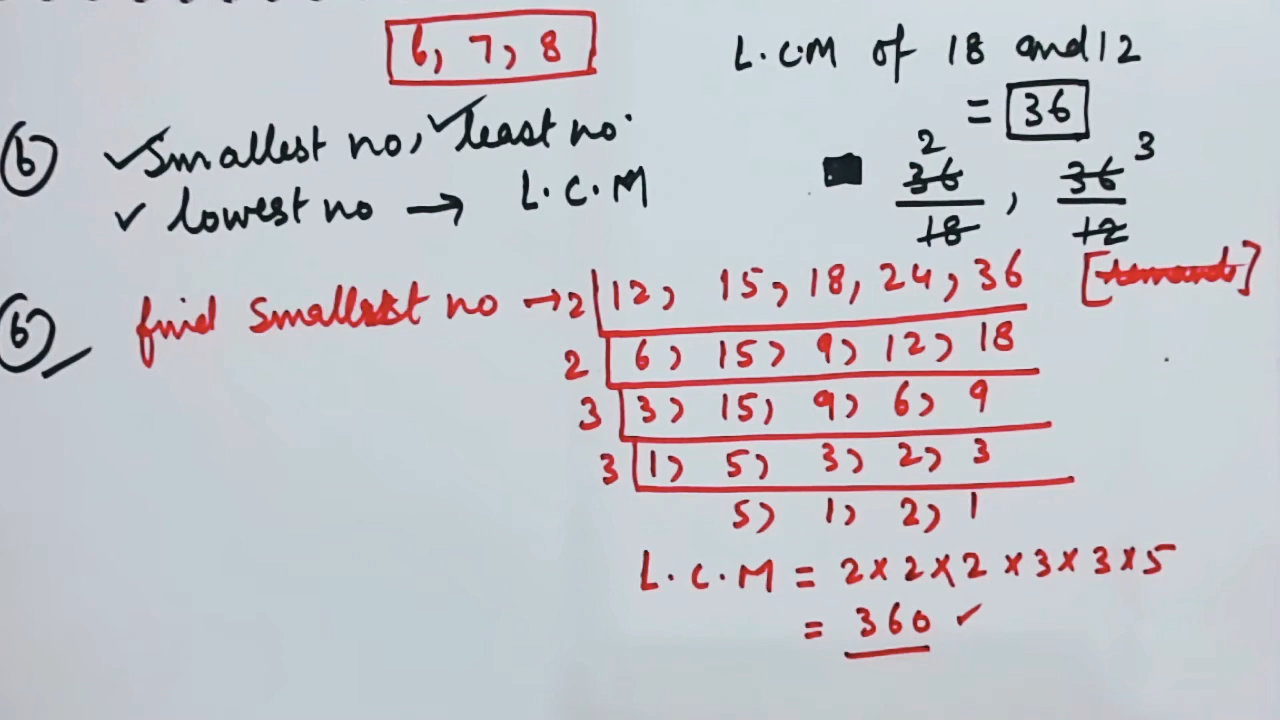 6, 7, 8
L.C.M of 18 and 12
= 36
2 3
36/18, 36/12
6 Smallest no, least no.
lowest no → L.C.M
6 find smallest no → 2 | 12, 15, 18, 24, 36
2 | 6, 15, 9, 12, 18
3 | 3, 15, 9, 6, 9
3 | 1, 5, 3, 2, 3
5, 1, 2, 1
L.C.M = 2×2×2×3×3×5
= 360